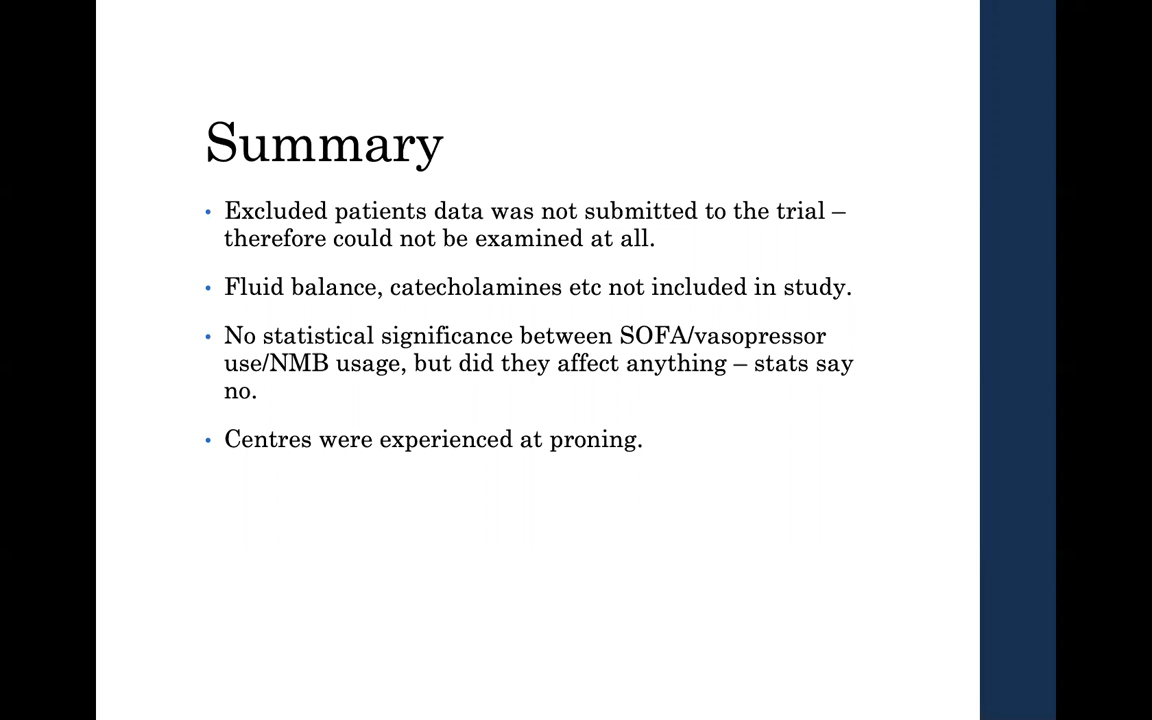 Summary
• Excluded patients data was not submitted to the trial –
therefore could not be examined at all.
• Fluid balance, catecholamines etc not included in study.
• No statistical significance between SOFA/vasopressor
use/NMB usage, but did they affect anything – stats say
no.
• Centres were experienced at proning.